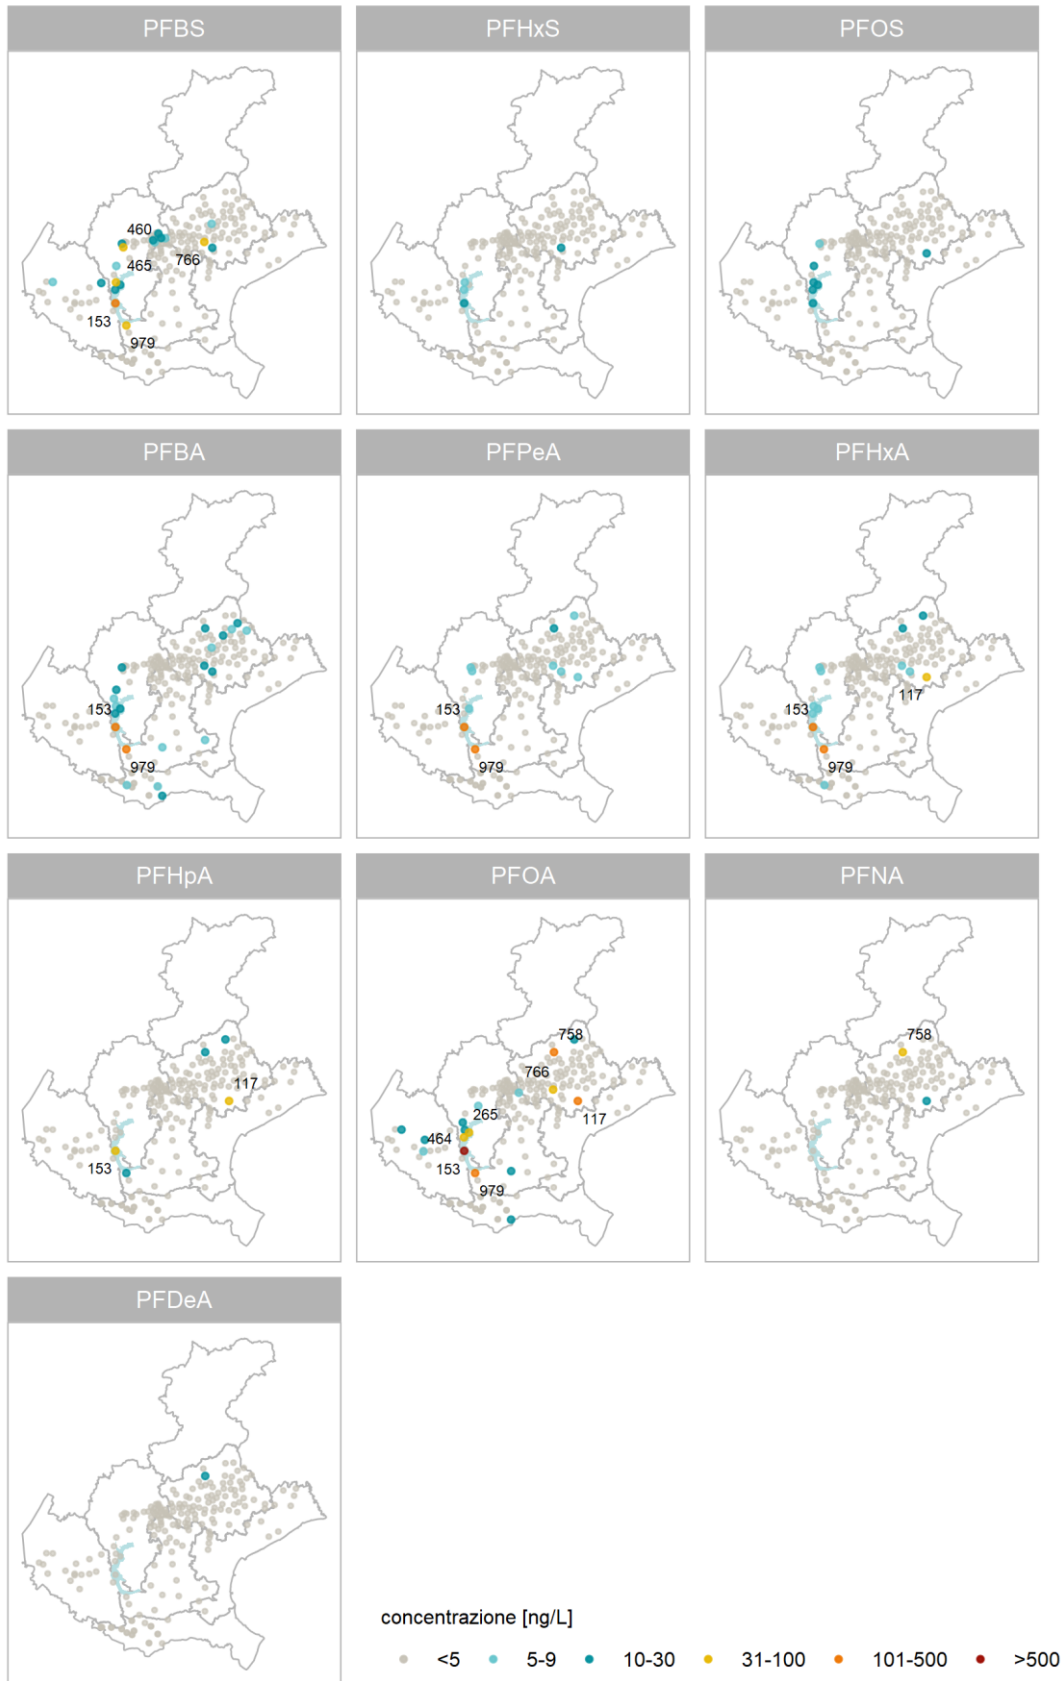 PFBS
PFHxS
PFOS
460
465
766
153
979
PFBA
PFPeA
PFHxA
153
979
153
979
117
153
979
PFHpA
PFOA
PFNA
117
153
758
766
265
464
117
153
979
758
PFDeA
concentrazione [ng/L]
<5 5-9 10-30 31-100 101-500 >500